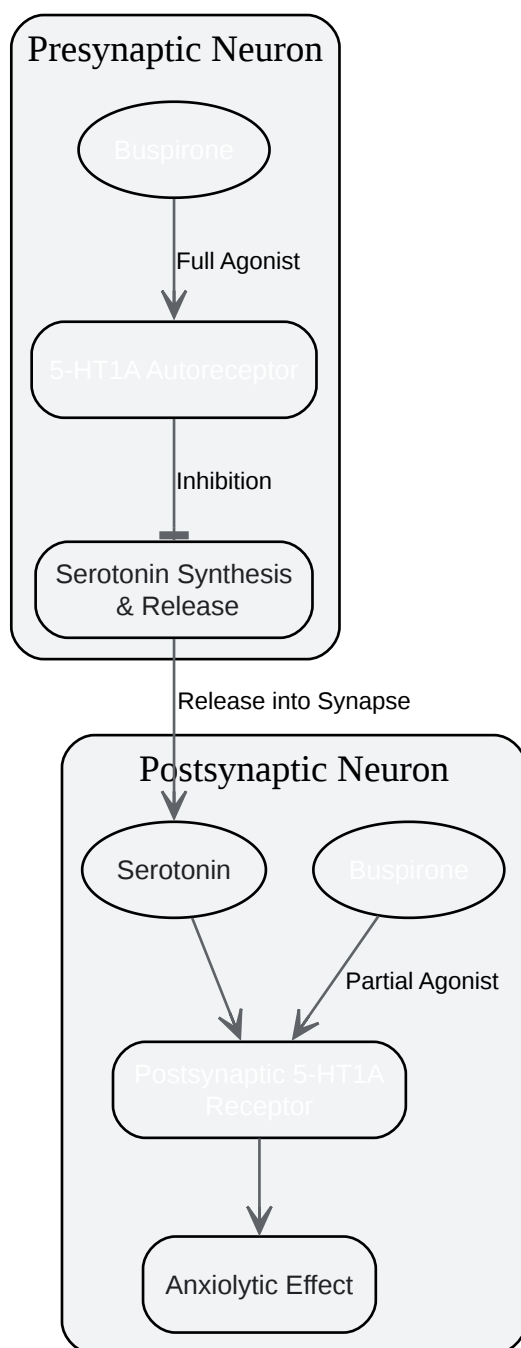 Presynaptic Neuron
Buspirone
Full Agonist
5-HT1A Autoreceptor
Inhibition
Serotonin Synthesis
& Release
Release into Synapse
Postsynaptic Neuron
Serotonin
Buspirone
Partial Agonist
Postsynaptic 5-HT1A
Receptor
Anxiolytic Effect